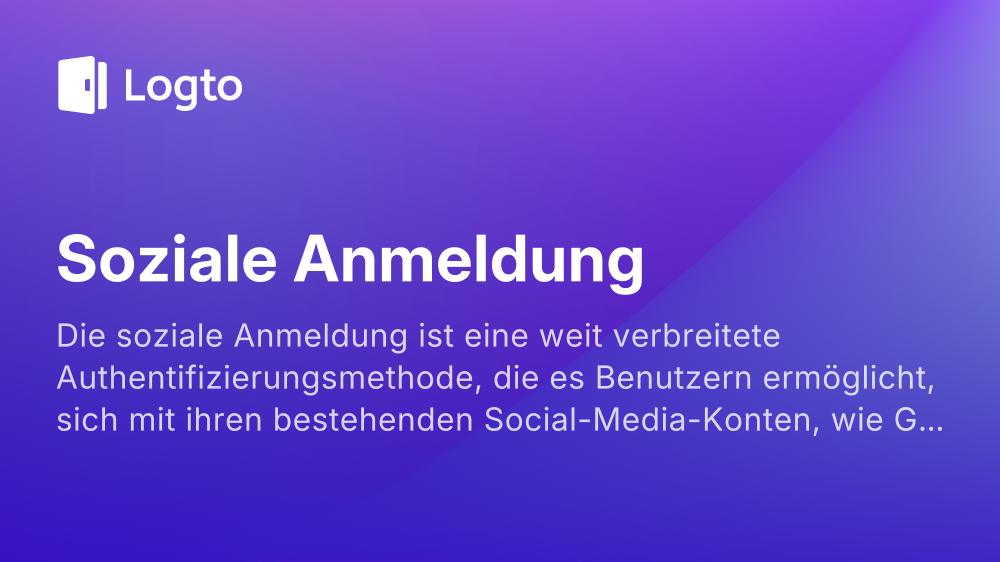 Logto
Soziale Anmeldung
Die soziale Anmeldung ist eine weit verbreitete
Authentifizierungsmethode, die es Benutzern ermöglicht,
sich mit ihren bestehenden Social-Media-Konten, wie G...